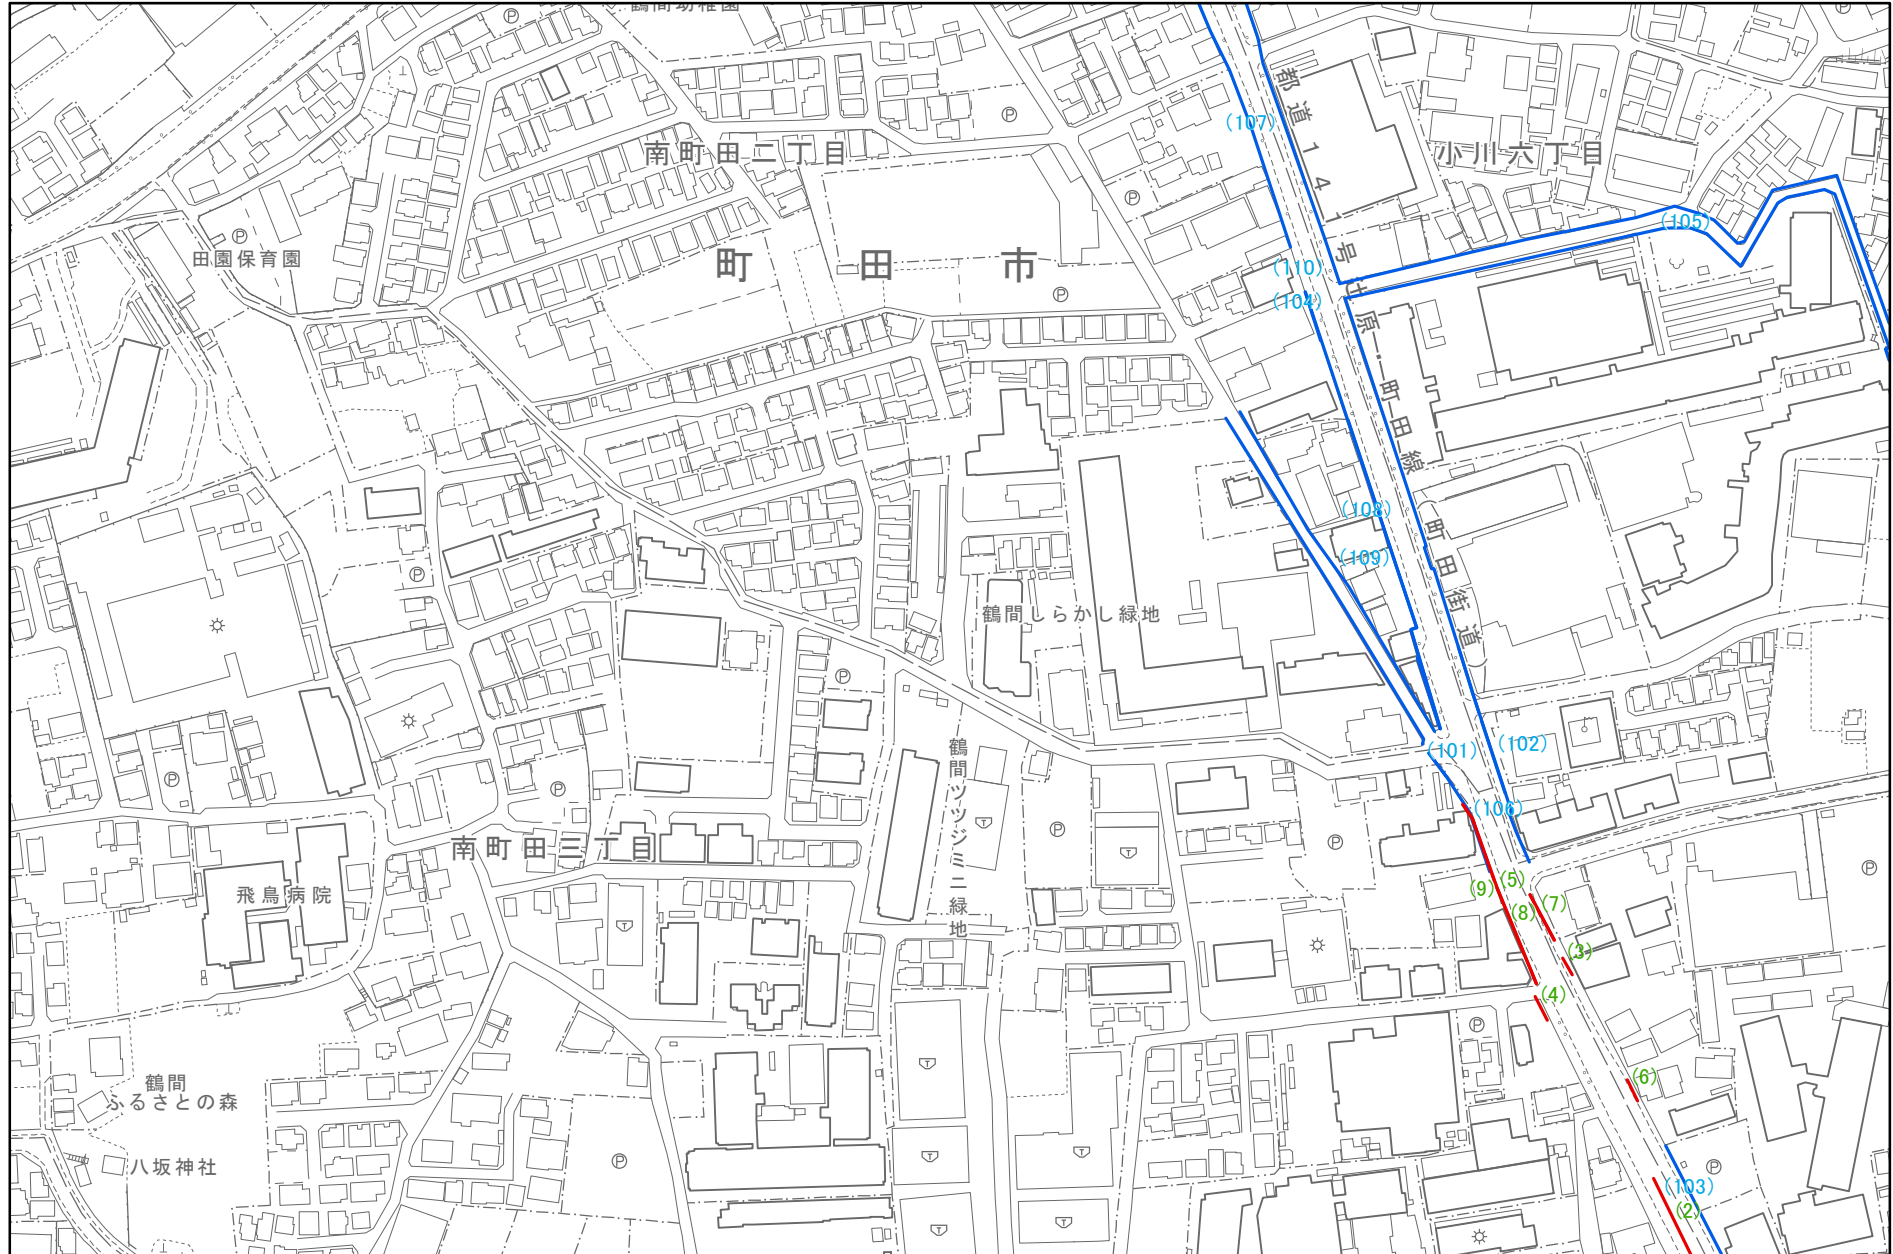 鶴間幼稚園
都道141号辻原・町田線
(町田街道)
(107)
南町田二丁目
小川六丁目
(105)
田園保育園
町田市
(110)
(104)
(108)
(109)
鶴間しらかし緑地
(101)
(102)
鶴間ツツジミニ緑地
(106)
南町田三丁目
飛鳥病院
(9)
(5)
(8)
(7)
(3)
(4)
(6)
鶴間
ふるさとの森
八坂神社
(103)
(2)